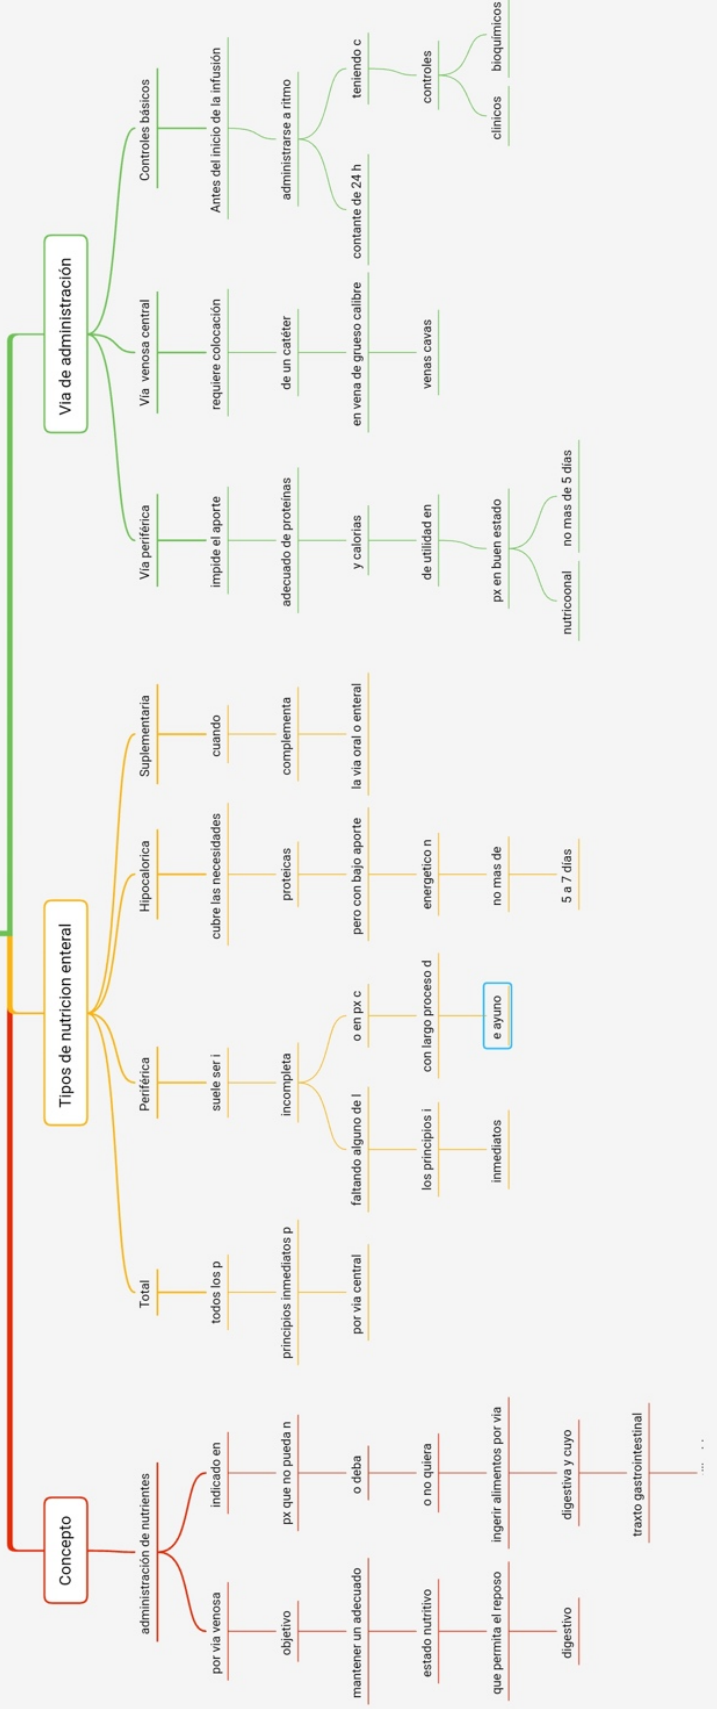 Concepto
administración de nutrientes
por vía venosa
objetivo
mantener un adecuado
estado nutritivo
que permita el reposo
digestivo
indicado en
px que no pueda n
o deba
o no quiera
ingerir alimentos por via
digestiva y cuyo
traxto gastrointestinal
Tipos de nutricion enteral
Total
todos los p
principios inmediatos p
por via central
Periférica
suele ser i
incompleta
faltando alguno de l
los principios i
inmediatos
o en px c
con largo proceso d
e ayuno
Hipocalorica
cubre las necesidades
proteicas
pero con bajo aporte
energetico n
no mas de
5 a 7 días
Suplementaria
cuando
complementa
la via oral o enteral
Via de administración
Vía periférica
impide el aporte
adecuado de proteínas
y calorias
de utilidad en
px en buen estado
nutricoonal
no mas de 5 días
Vía venosa central
requiere colocación
de un catéter
en vena de grueso calibre
venas cavas
Controles básicos
Antes del inicio de la infusión
administrarse a ritmo
contante de 24 h
teniendo c
controles
clínicos
bioquímicos